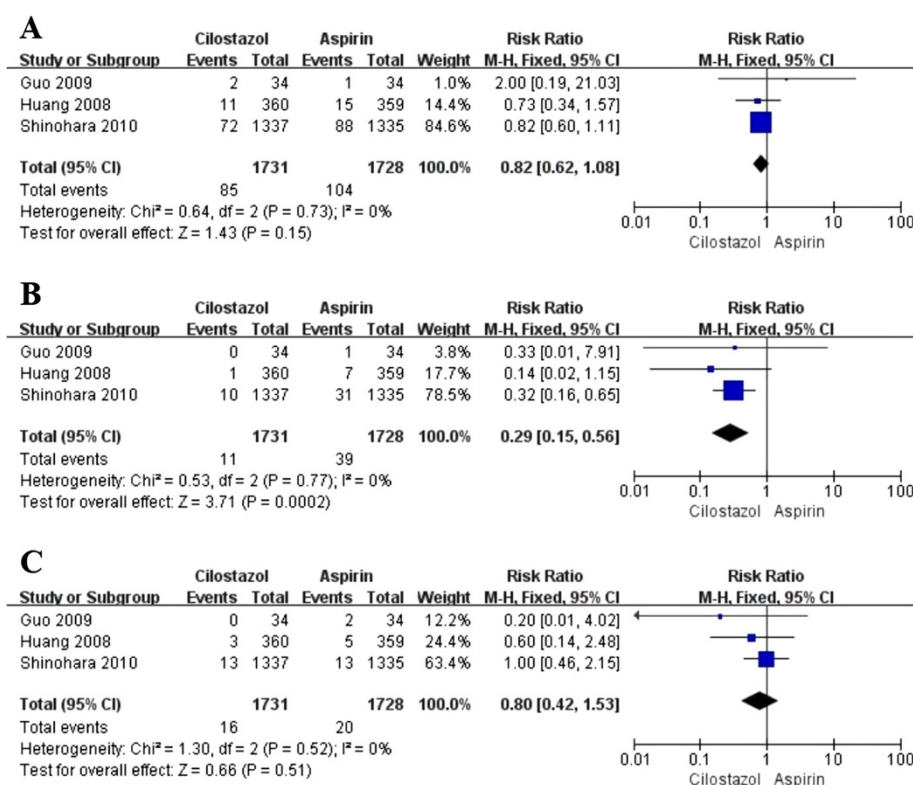 A
Cilostazol Aspirin Risk Ratio Risk Ratio
Study or Subgroup Events Total Events Total Weight M-H, Fixed, 95% CI M-H, Fixed, 95% CI
Guo 2009 2 34 1 34 1.0% 2.00 [0.19, 21.03]
Huang 2008 11 360 15 359 14.4% 0.73 [0.34, 1.57]
Shinohara 2010 72 1337 88 1335 84.6% 0.82 [0.60, 1.11]
Total (95% CI) 1731 1728 100.0% 0.82 [0.62, 1.08]
Total events 85 104
Heterogeneity: Chi² = 0.64, df = 2 (P = 0.73); I² = 0%
Test for overall effect: Z = 1.43 (P = 0.15)
0.01 0.1 1 10 100
Cilostazol Aspirin
B
Cilostazol Aspirin Risk Ratio Risk Ratio
Study or Subgroup Events Total Events Total Weight M-H, Fixed, 95% CI M-H, Fixed, 95% CI
Guo 2009 0 34 1 34 3.8% 0.33 [0.01, 7.91]
Huang 2008 1 360 7 359 17.7% 0.14 [0.02, 1.15]
Shinohara 2010 10 1337 31 1335 78.5% 0.32 [0.16, 0.65]
Total (95% CI) 1731 1728 100.0% 0.29 [0.15, 0.56]
Total events 11 39
Heterogeneity: Chi² = 0.53, df = 2 (P = 0.77); I² = 0%
Test for overall effect: Z = 3.71 (P = 0.0002)
0.01 0.1 1 10 100
Cilostazol Aspirin
C
Cilostazol Aspirin Risk Ratio Risk Ratio
Study or Subgroup Events Total Events Total Weight M-H, Fixed, 95% CI M-H, Fixed, 95% CI
Guo 2009 0 34 2 34 12.2% 0.20 [0.01, 4.02]
Huang 2008 3 360 5 359 24.4% 0.60 [0.14, 2.48]
Shinohara 2010 13 1337 13 1335 63.4% 1.00 [0.46, 2.15]
Total (95% CI) 1731 1728 100.0% 0.80 [0.42, 1.53]
Total events 16 20
Heterogeneity: Chi² = 1.30, df = 2 (P = 0.52); I² = 0%
Test for overall effect: Z = 0.66 (P = 0.51)
0.01 0.1 1 10 100
Cilostazol Aspirin